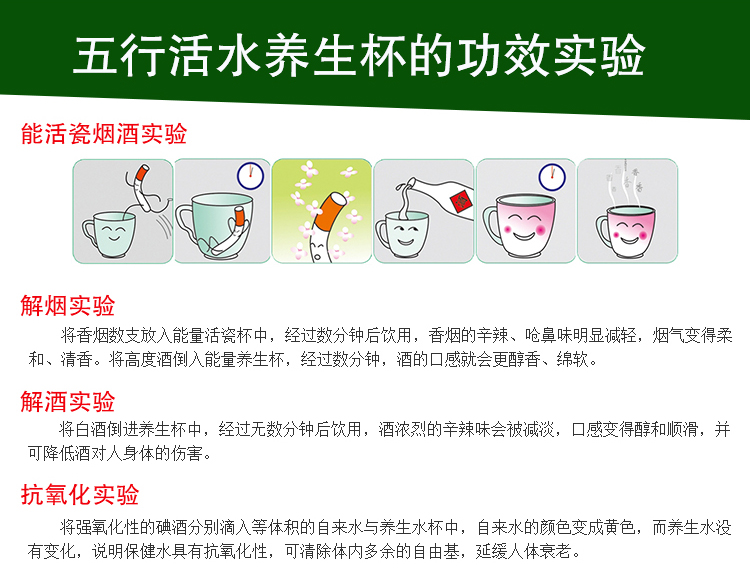 五行活水养生杯的功效实验
能活瓷烟酒实验
解烟实验
将香烟数支放入能量活瓷杯中，经过数分钟后饮用，香烟的辛辣、呛鼻味明显减轻，烟气变得柔
和、清香。将高度酒倒入能量养生杯，经过数分钟，酒的口感就会更醇香、绵软。
解酒实验
将白酒倒进养生杯中，经过无数分钟后饮用，酒浓烈的辛辣味会被减淡，口感变得醇和顺滑，并
可降低酒对人身体的伤害。
抗氧化实验
将强氧化性的碘酒分别滴入等体积的自来水与养生水杯中，自来水的颜色变成黄色，而养生水没
有变化，说明保健水具有抗氧化性，可清除体内多余的自由基，延缓人体衰老。